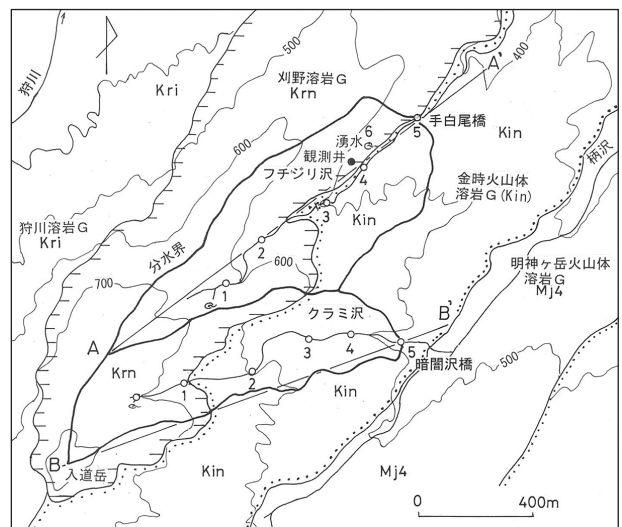 狩川
Kri
500
刈野溶岩G
Krn
400
A'
手白尾橋
5
6
湧水
Kin
観測井
フチジリ沢
4
600
柄沢
金時火山体
溶岩G(Kin)
3
Kin
狩川溶岩G
Kri
分水界
2
600
明神ヶ岳火山体
溶岩G
Mj4
700
1
クラミ沢
B'
A
3
4
5
Krn
暗闇沢橋
1
2
500
Kin
B
入道岳
Kin
Mj4
0
400m